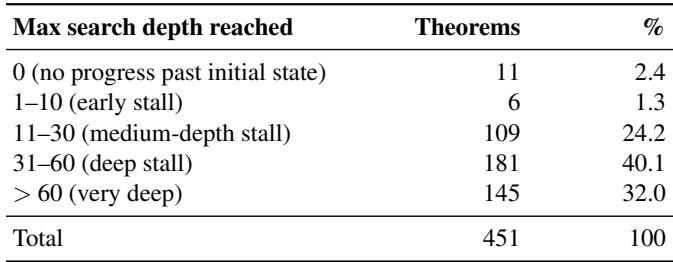 Max search depth reached Theorems %
0 (no progress past initial state) 11 2.4
1–10 (early stall) 6 1.3
11–30 (medium-depth stall) 109 24.2
31–60 (deep stall) 181 40.1
> 60 (very deep) 145 32.0
Total 451 100